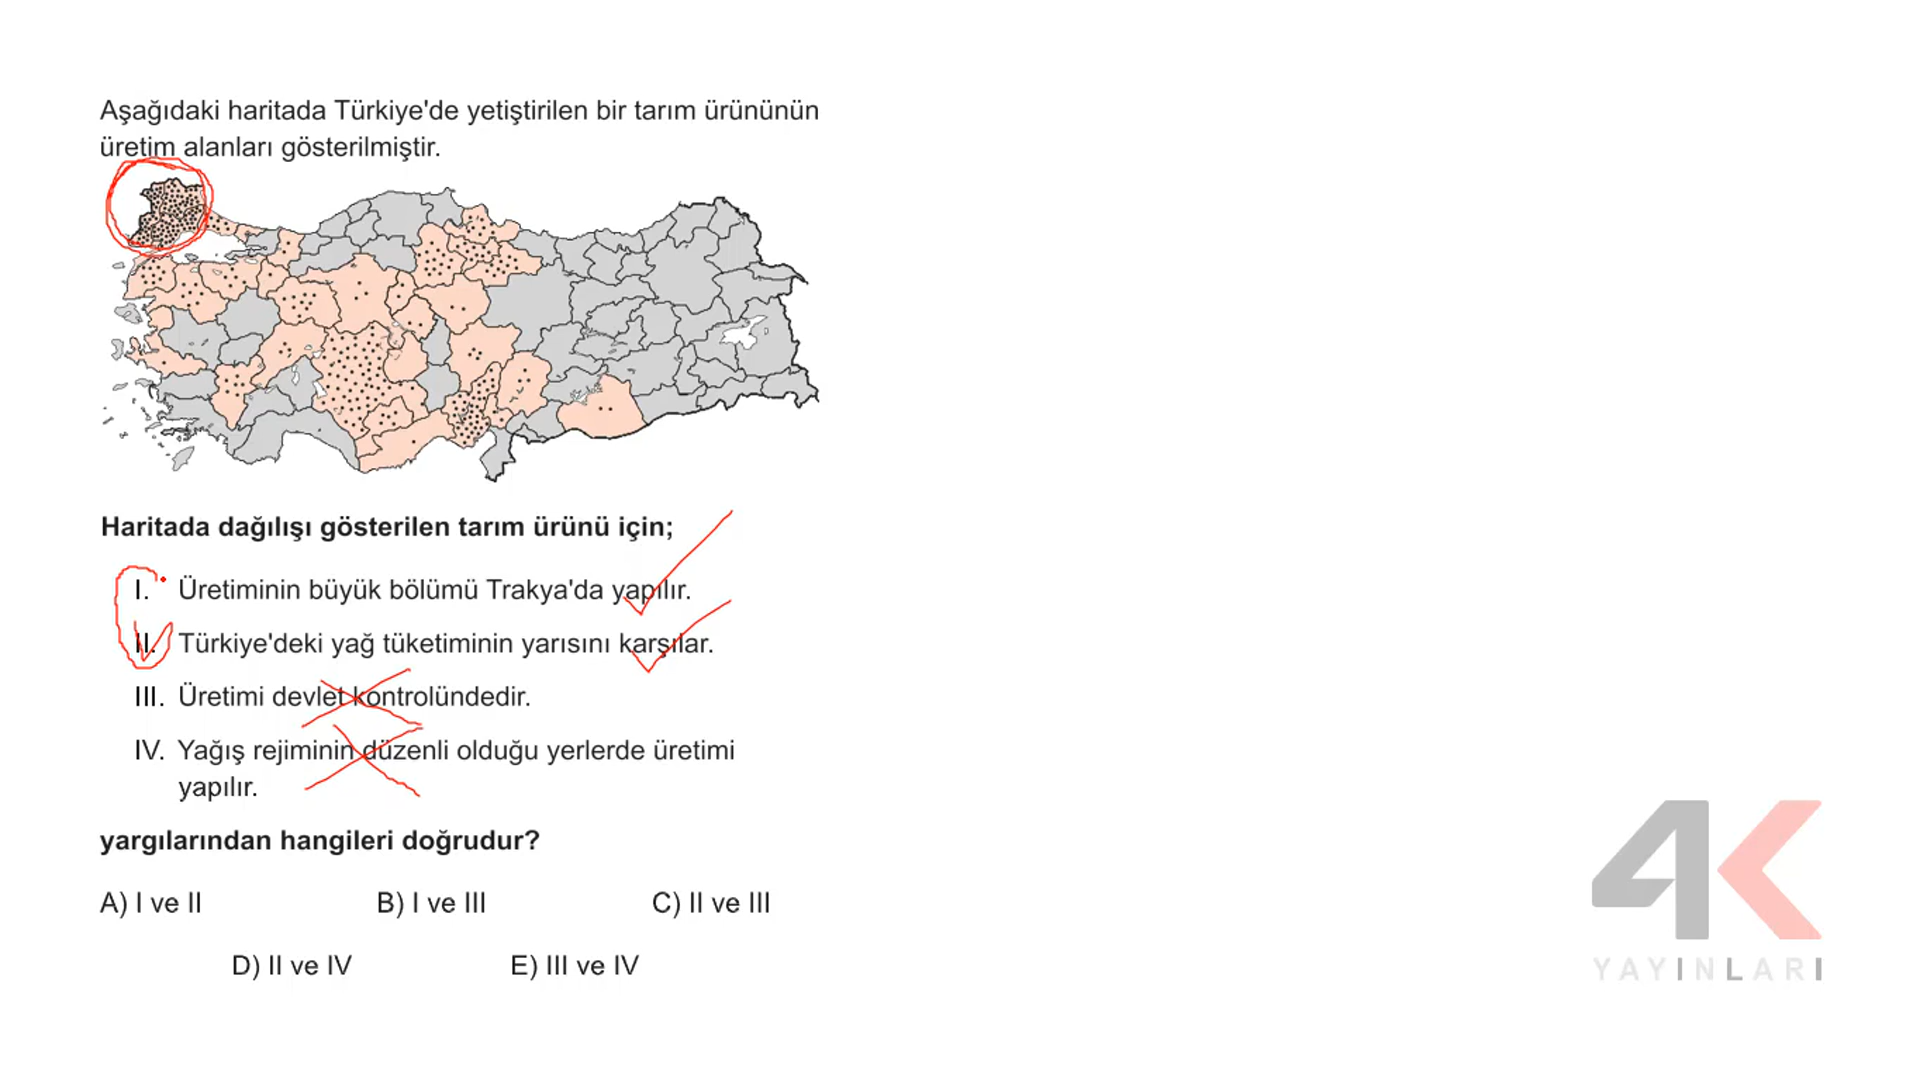 Aşağıdaki haritada Türkiye'de yetiştirilen bir tarım ürününün
üretim alanları gösterilmiştir.
Haritada dağılışı gösterilen tarım ürünü için;
I. Üretiminin büyük bölümü Trakya'da yapılır.
II. Türkiye'deki yağ tüketiminin yarısını karşılar.
III. Üretimi devlet kontrolündedir.
IV. Yağış rejiminin düzenli olduğu yerlerde üretimi
yapılır.
yargılarından hangileri doğrudur?
A) I ve II B) I ve III C) II ve III
D) II ve IV E) III ve IV
4K
YAYINLARI